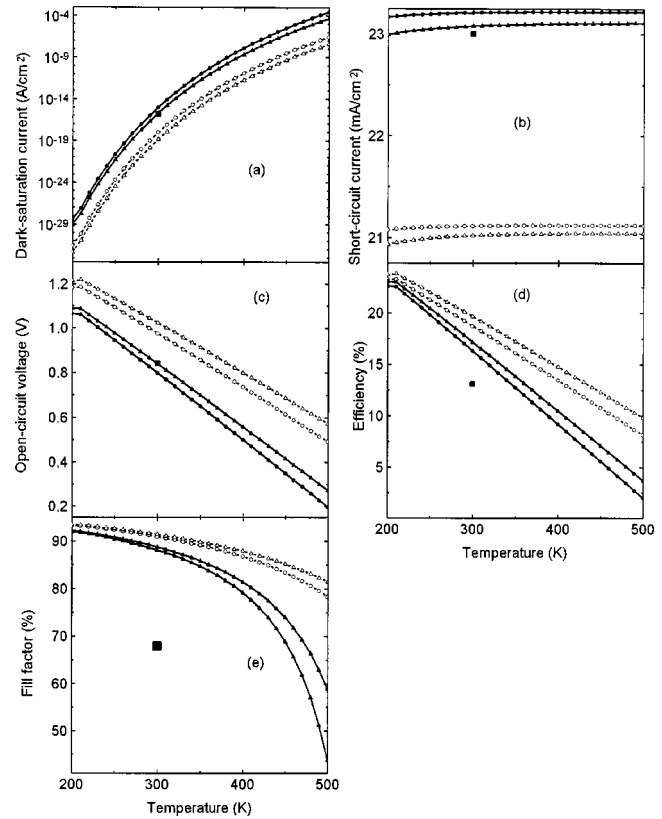 10⁻⁴
10⁻⁹
10⁻¹⁴
10⁻¹⁹
10⁻²⁴
10⁻²⁹
Dark-saturation current (A/cm²)
(a)
23
22
21
Short-circuit current (mA/cm²)
(b)
1.2
1.0
0.8
0.6
0.4
0.2
Open-circuit voltage (V)
(c)
20
15
10
5
Efficiency (%)
(d)
200 300 400 500
Temperature (K)
90
80
70
60
50
Fill factor (%)
(e)
200 300 400 500
Temperature (K)